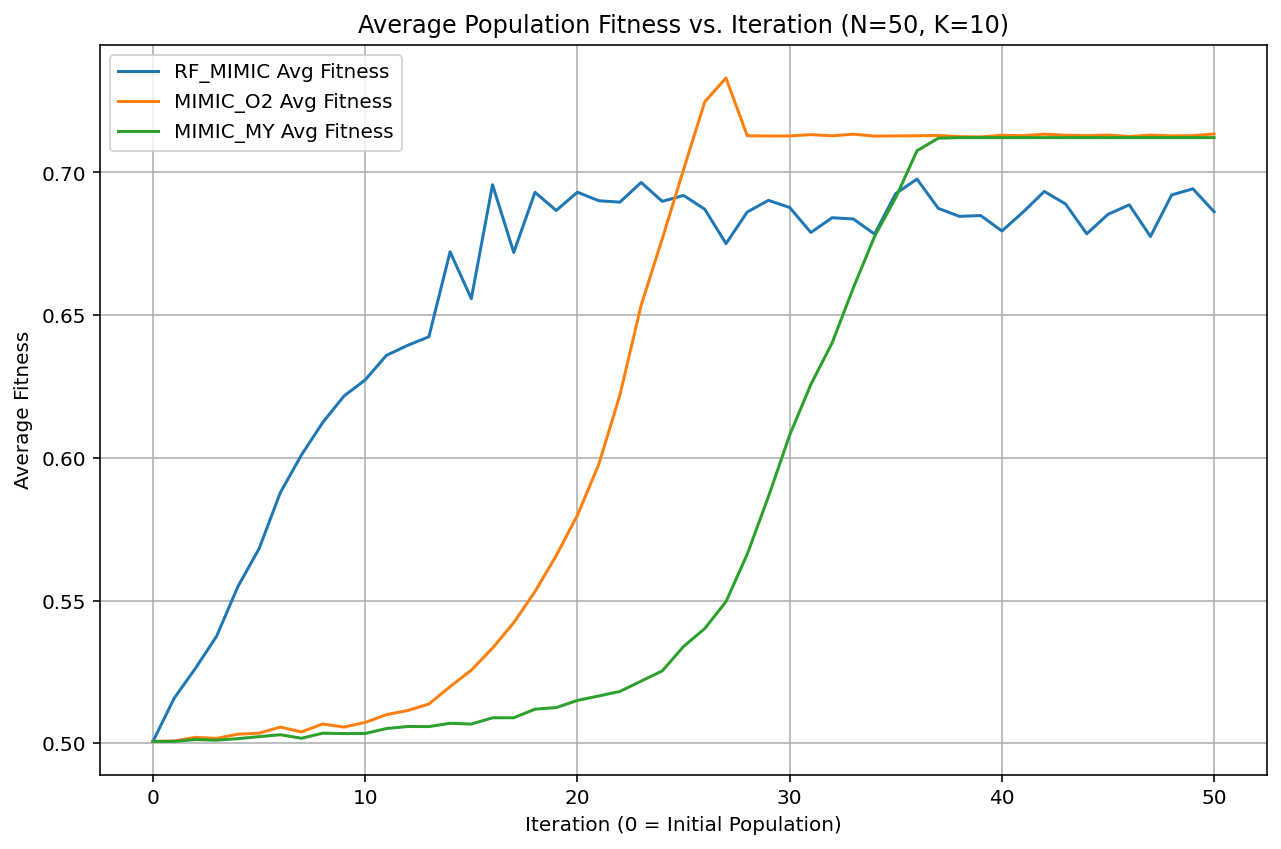 Average Population Fitness vs. Iteration (N=50, K=10)
RF_MIMIC Avg Fitness
MIMIC_O2 Avg Fitness
MIMIC_MY Avg Fitness
Average Fitness
0.70
0.65
0.60
0.55
0.50
0 10 20 30 40 50
Iteration (0 = Initial Population)